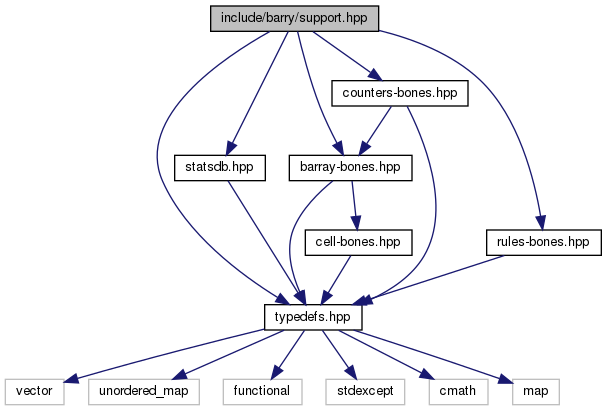 include/barry/support.hpp
counters-bones.hpp
statsdb.hpp
barray-bones.hpp
cell-bones.hpp
rules-bones.hpp
typedefs.hpp
vector
unordered_map
functional
stdexcept
cmath
map